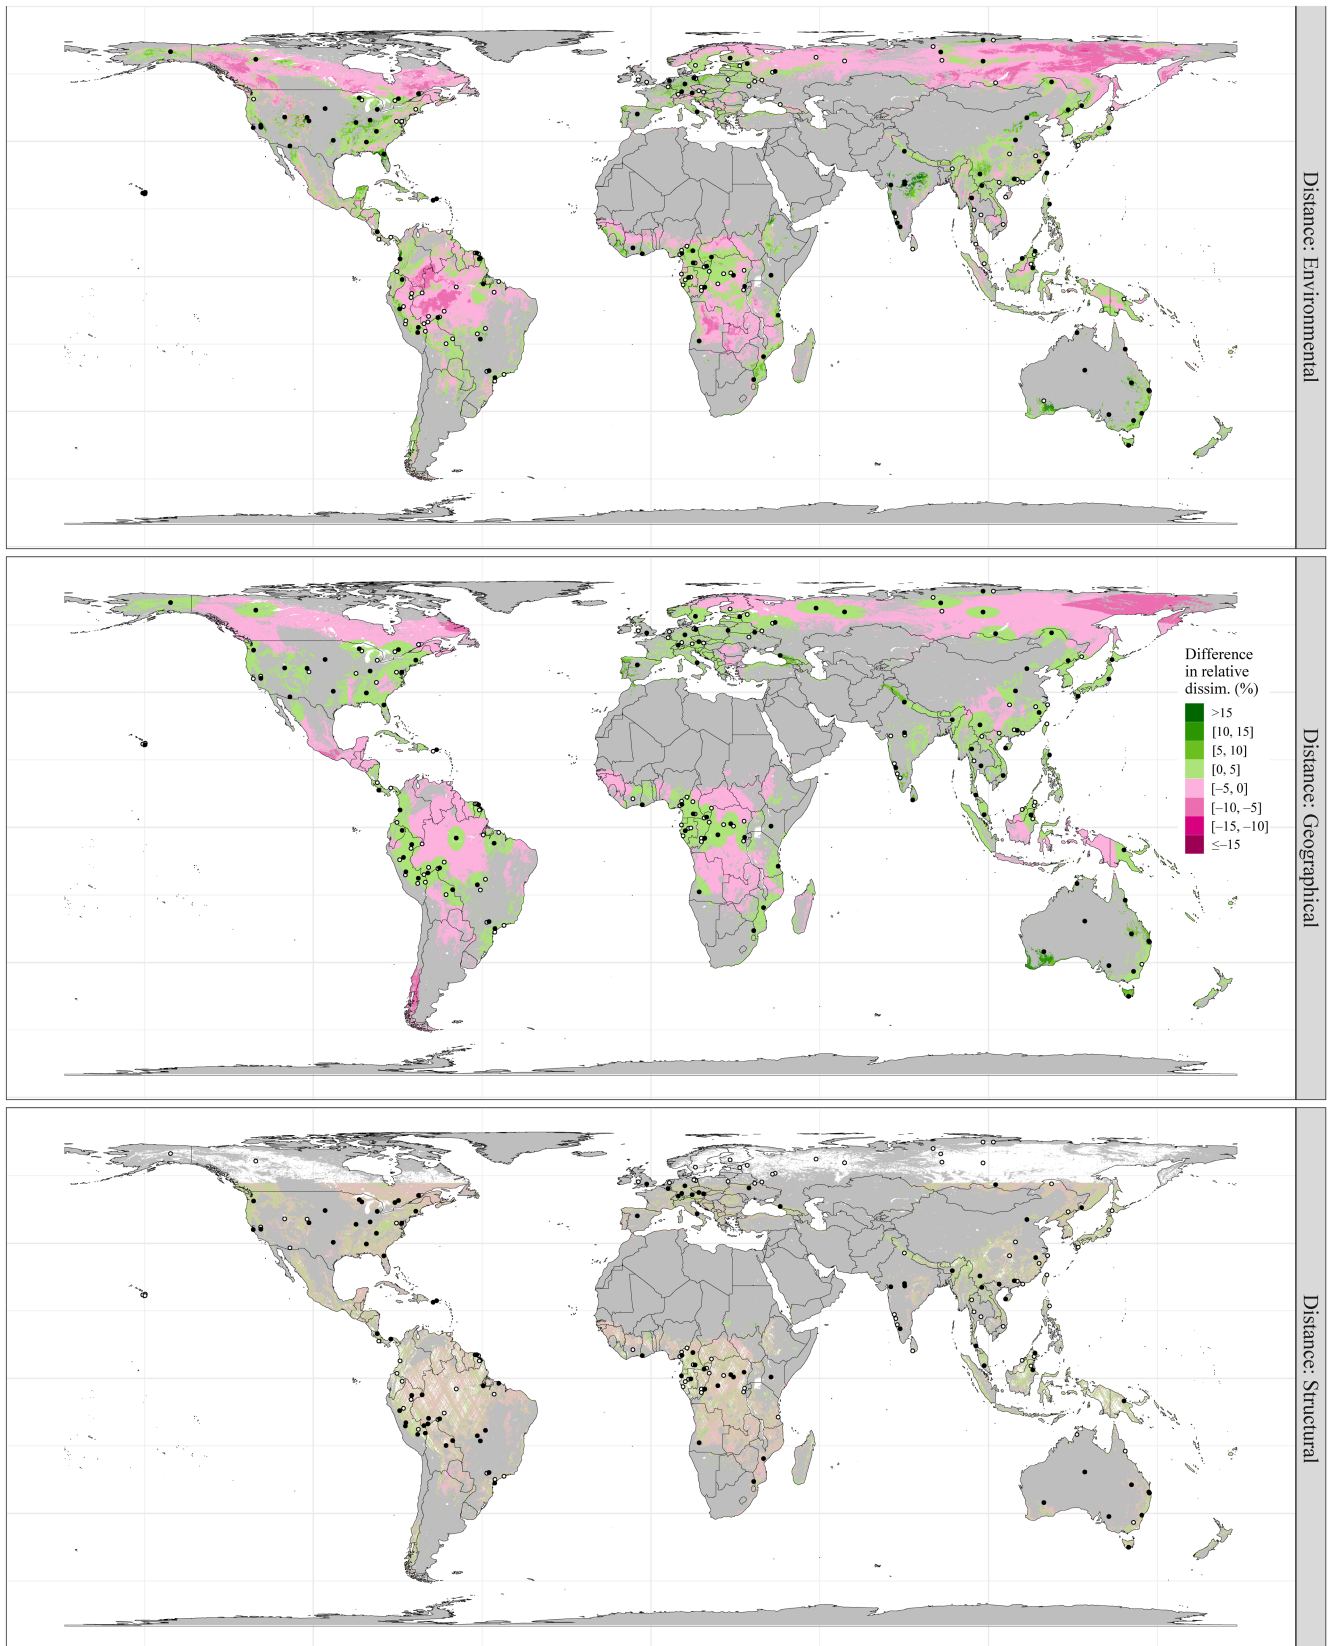 Distance: Environmental
Distance: Geographical
Difference
in relative
dissim. (%)
>15
[10, 15]
[5, 10]
[0, 5]
[–5, 0]
[–10, –5]
[–15, –10]
≤–15
Distance: Structural